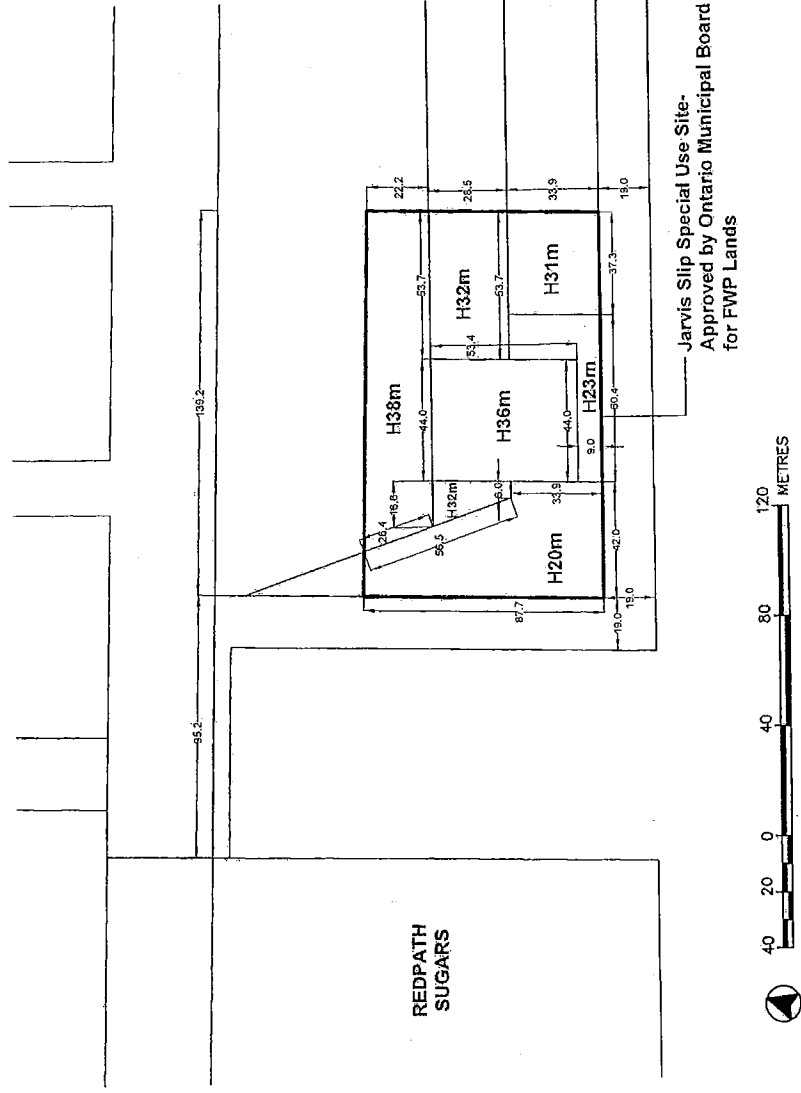 139.2
95.2
22.2
28.5
33.9
19.0
H38m
53.7
44.0
16.6
26.4
H32m
53.7
53.4
H32m
56.5
6.0
H36m
H31m
33.9
44.0
H23m
9.0
37.3
60.4
H20m
42.0
87.7
19.0
19.0
Jarvis Slip Special Use Site-
Approved by Ontario Municipal Board
for FWP Lands
REDPATH
SUGARS
40 20 0 40 80 120
METRES